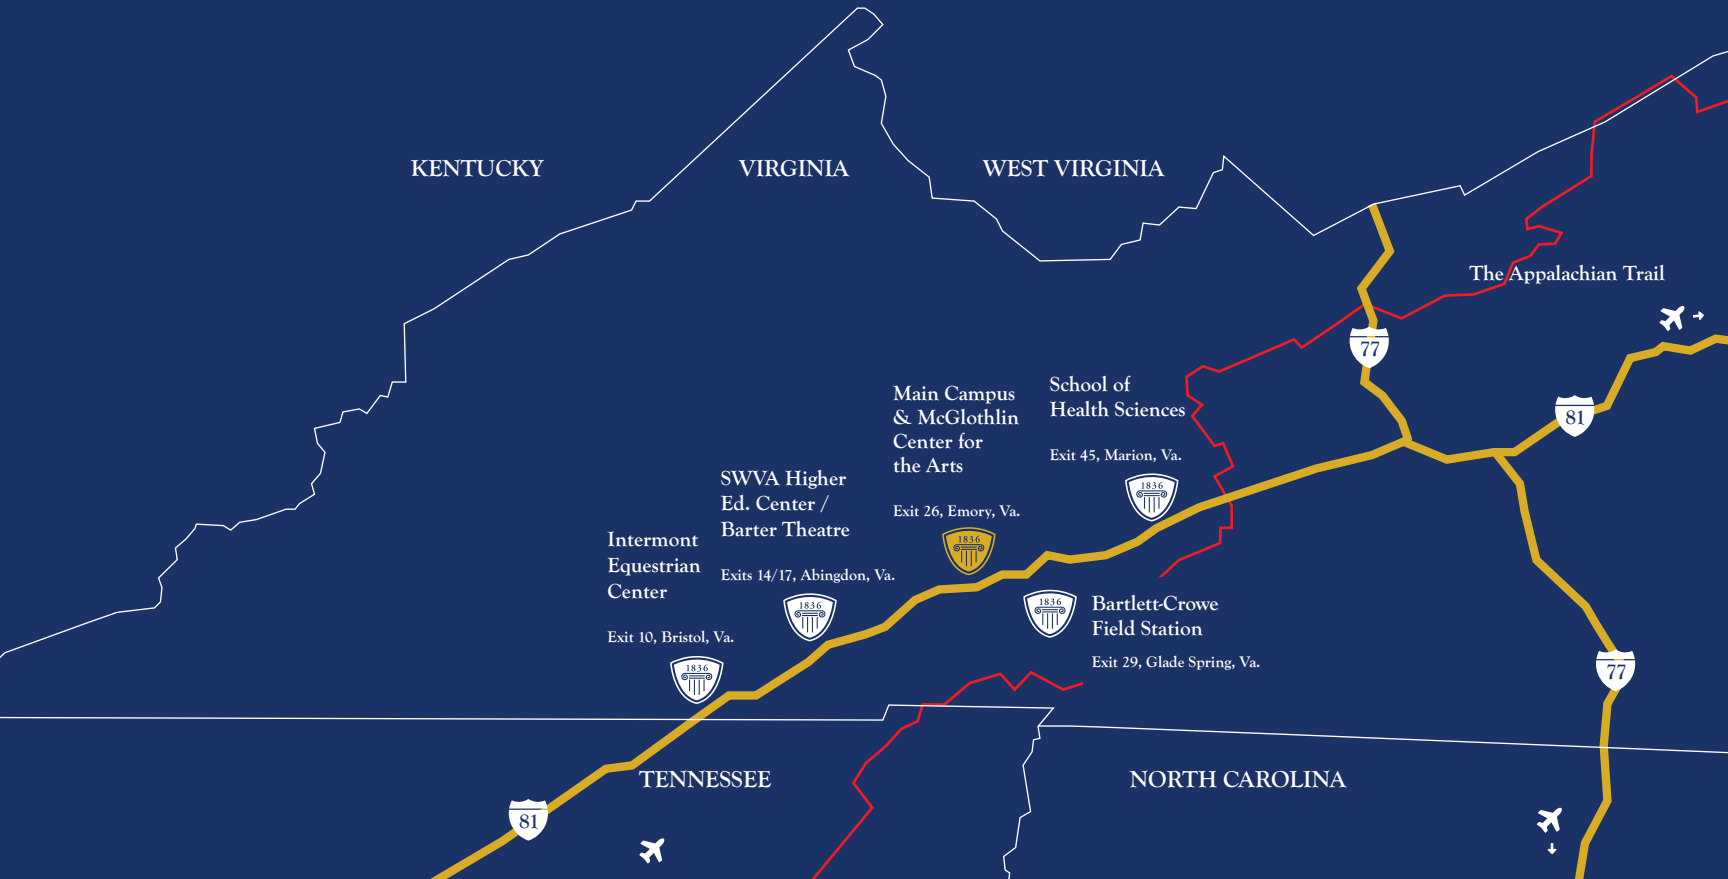 KENTUCKY
VIRGINIA
WEST VIRGINIA
The Appalachian Trail
77
81
School of
Health Sciences
Exit 45, Marion, Va.
1836
Main Campus
& McGlothlin
Center for
the Arts
Exit 26, Emory, Va.
1836
SWVA Higher
Ed. Center /
Barter Theatre
Exits 14/17, Abingdon, Va.
1836
Intermont
Equestrian
Center
Exit 10, Bristol, Va.
1836
1836
Bartlett-Crowe
Field Station
Exit 29, Glade Spring, Va.
77
TENNESSEE
NORTH CAROLINA
81